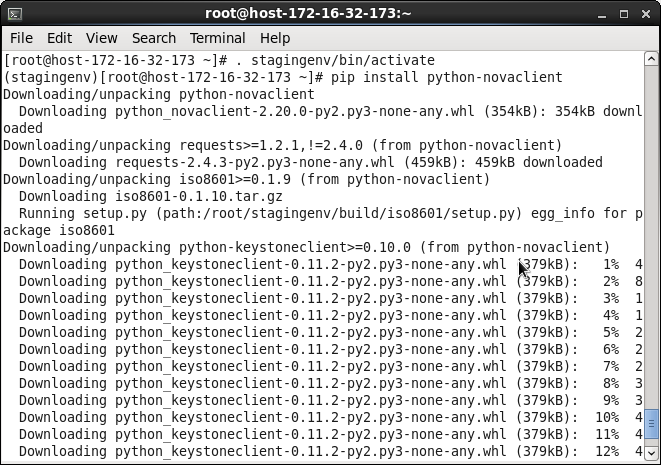 root@host-172-16-32-173:~
File Edit View Search Terminal Help
[root@host-172-16-32-173 ~]# . stagingenv/bin/activate
(stagingenv)[root@host-172-16-32-173 ~]# pip install python-novaclient
Downloading/unpacking python-novaclient
  Downloading python_novaclient-2.20.0-py2.py3-none-any.whl (354kB): 354kB downl
oaded
Downloading/unpacking requests>=1.2.1,!=2.4.0 (from python-novaclient)
  Downloading requests-2.4.3-py2.py3-none-any.whl (459kB): 459kB downloaded
Downloading/unpacking iso8601>=0.1.9 (from python-novaclient)
  Downloading iso8601-0.1.10.tar.gz
  Running setup.py (path:/root/stagingenv/build/iso8601/setup.py) egg_info for p
ackage iso8601
Downloading/unpacking python-keystoneclient>=0.10.0 (from python-novaclient)
  Downloading python_keystoneclient-0.11.2-py2.py3-none-any.whl (379kB):   1%  4
  Downloading python_keystoneclient-0.11.2-py2.py3-none-any.whl (379kB):   2%  8
  Downloading python_keystoneclient-0.11.2-py2.py3-none-any.whl (379kB):   3%  1
  Downloading python_keystoneclient-0.11.2-py2.py3-none-any.whl (379kB):   4%  1
  Downloading python_keystoneclient-0.11.2-py2.py3-none-any.whl (379kB):   5%  2
  Downloading python_keystoneclient-0.11.2-py2.py3-none-any.whl (379kB):   6%  2
  Downloading python_keystoneclient-0.11.2-py2.py3-none-any.whl (379kB):   7%  2
  Downloading python_keystoneclient-0.11.2-py2.py3-none-any.whl (379kB):   8%  3
  Downloading python_keystoneclient-0.11.2-py2.py3-none-any.whl (379kB):   9%  3
  Downloading python_keystoneclient-0.11.2-py2.py3-none-any.whl (379kB):  10%  4
  Downloading python_keystoneclient-0.11.2-py2.py3-none-any.whl (379kB):  11%  4
  Downloading python_keystoneclient-0.11.2-py2.py3-none-any.whl (379kB):  12%  4